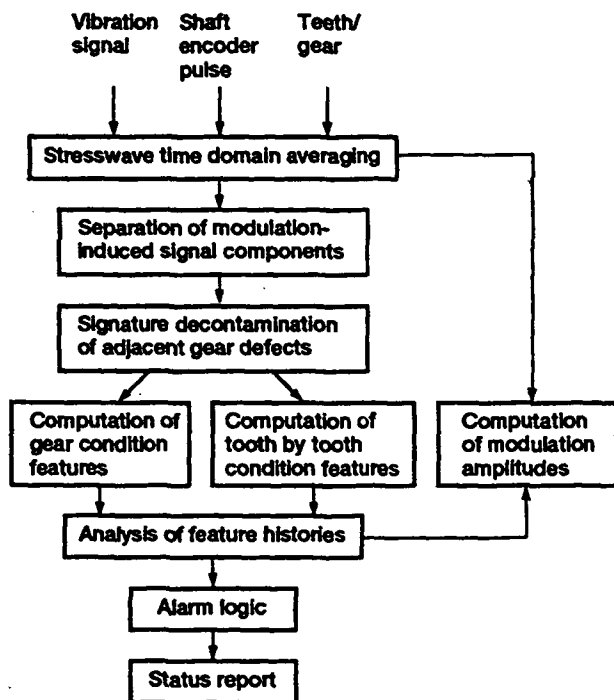 Vibration
signal
Shaft
encoder
pulse
Teeth/
gear
Stresswave time domain averaging
Separation of modulation-
induced signal components
Signature decontamination
of adjacent gear defects
Computation of
gear condition
features
Computation of
tooth by tooth
condition features
Computation
of modulation
amplitudes
Analysis of feature histories
Alarm logic
Status report